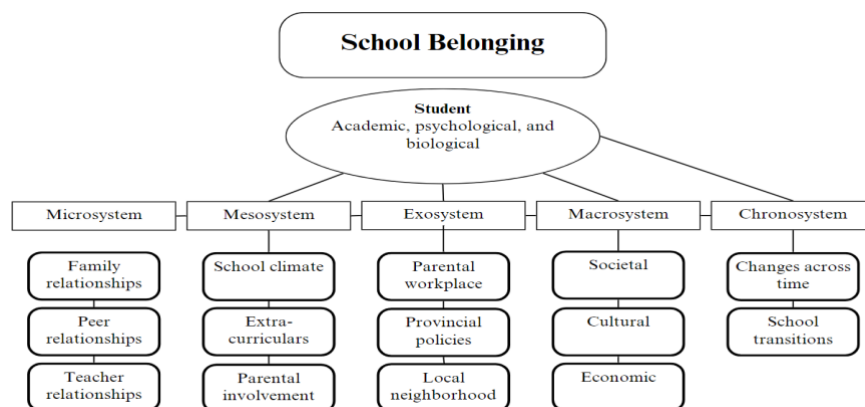 School Belonging
Student
Academic, psychological, and
biological
Microsystem
Mesosystem
Exosystem
Macrosystem
Chronosystem
Family
relationships
School climate
Parental
workplace
Societal
Changes across
time
Peer
relationships
Extra-
curriculars
Provincial
policies
Cultural
School
transitions
Teacher
relationships
Parental
involvement
Local
neighborhood
Economic